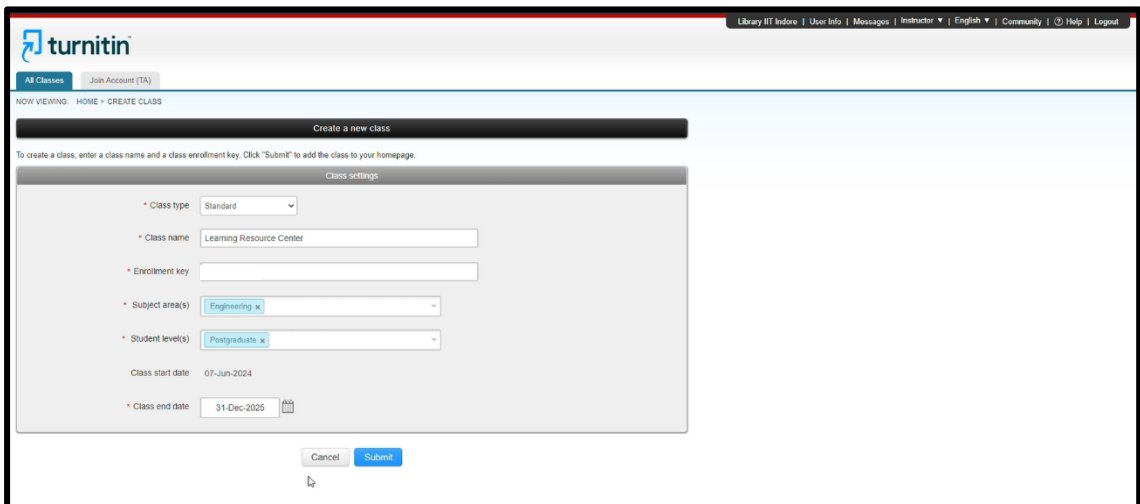 Library IIT Indore | User Info | Messages | Instructor ▼ | English ▼ | Community | ? Help | Logout
turnitin
All Classes Join Account (TA)
NOW VIEWING: HOME > CREATE CLASS
Create a new class
To create a class, enter a class name and a class enrollment key. Click "Submit" to add the class to your homepage.
Class settings
* Class type Standard
* Class name Learning Resource Center
* Enrollment key
* Subject area(s) Engineering x
* Student level(s) Postgraduate x
Class start date 07-Jun-2024
* Class end date 31-Dec-2025
Cancel Submit